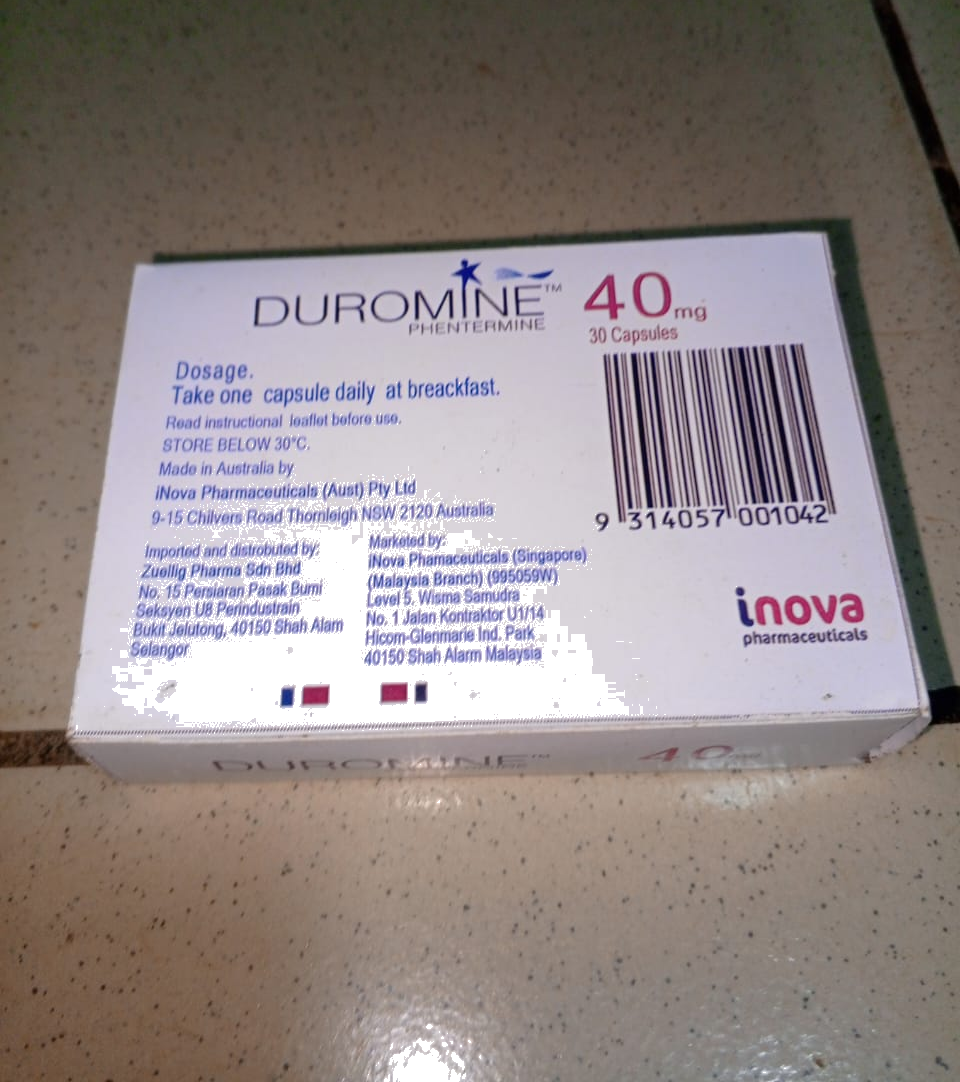 DUROMINE™
PHENTERMINE
40mg
30 Capsules
Dosage.
Take one capsule daily at breackfast.
Read instructional leaflet before use.
STORE BELOW 30°C.
Made in Australia by
iNova Pharmaceuticals (Aust) Pty Ltd
9-15 Chilvers Road Thornleigh NSW 2120 Australia
9 314057 001042
Imported and distrobuted by:
Zuellig Pharma Sdn Bhd
No. 15 Persiaran Pasak Bumi
Seksyen U8 Perindustrain
Bukit Jelutong, 40150 Shah Alam
Selangor
Marketed by:
iNova Phamaceuticals (Singapore)
(Malaysia Branch) (995059W)
Level 5, Wisma Samudra
No. 1 Jalan Kontraktor U1/14
Hicom-Glenmarie Ind. Park
40150 Shah Alarm Malaysia
inova
pharmaceuticals
DUROMINE™
40